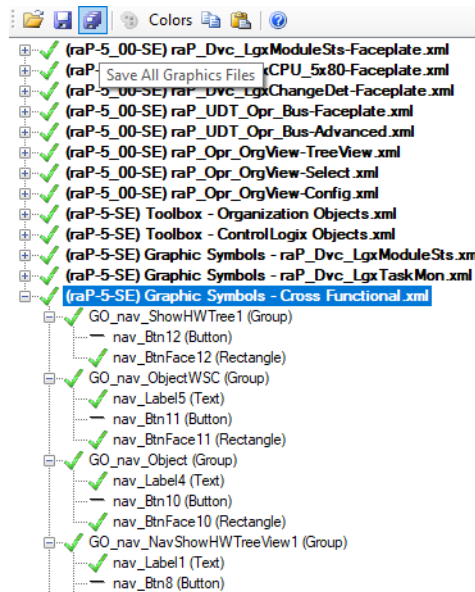 Colors
(raP-5_00-SE) raP_Dvc_LgxModuleSts-Faceplate.xml
(raP- xCPU_5x80-Faceplate.xml
Save All Graphics Files
(raP-5_00-SE) raP_Dvc_LgxChangeDet-Faceplate.xml
(raP-5_00-SE) raP_UDT_Opr_Bus-Faceplate.xml
(raP-5_00-SE) raP_UDT_Opr_Bus-Advanced.xml
(raP-5_00-SE) raP_Opr_OrgView-TreeView.xml
(raP-5_00-SE) raP_Opr_OrgView-Select.xml
(raP-5_00-SE) raP_Opr_OrgView-Config.xml
(raP-5-SE) Toolbox - Organization Objects.xml
(raP-5-SE) Toolbox - ControlLogix Objects.xml
(raP-5-SE) Graphic Symbols - raP_Dvc_LgxModuleSts.xm
(raP-5-SE) Graphic Symbols - raP_Dvc_LgxTaskMon.xml
(raP-5-SE) Graphic Symbols - Cross Functional.xml
GO_nav_ShowHWTree1 (Group)
nav_Btn12 (Button)
nav_BtnFace12 (Rectangle)
GO_nav_ObjectWSC (Group)
nav_Label5 (Text)
nav_Btn11 (Button)
nav_BtnFace11 (Rectangle)
GO_nav_Object (Group)
nav_Label4 (Text)
nav_Btn10 (Button)
nav_BtnFace10 (Rectangle)
GO_nav_NavShowHWTreeView1 (Group)
nav_Label1 (Text)
nav_Btn8 (Button)